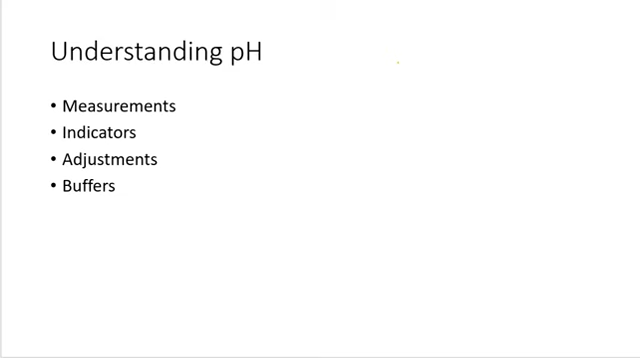 Understanding pH
• Measurements
• Indicators
• Adjustments
• Buffers